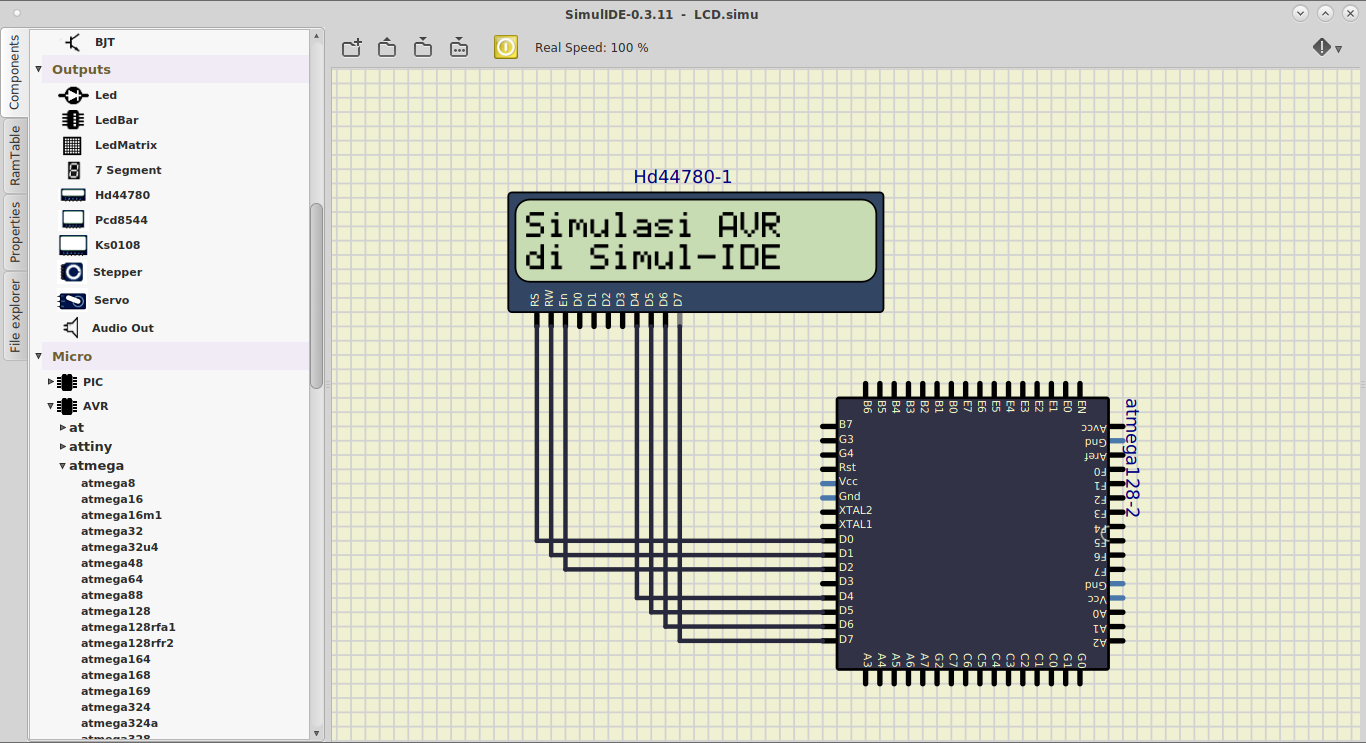 SimulIDE-0.3.11 - LCD.simu
Real Speed: 100 %
Components
RamTable
Properties
File explorer
BJT
Outputs
Led
LedBar
LedMatrix
7 Segment
Hd44780
Pcd8544
Ks0108
Stepper
Servo
Audio Out
Micro
PIC
AVR
at
attiny
atmega
atmega8
atmega16
atmega16m1
atmega32
atmega32u4
atmega48
atmega64
atmega88
atmega128
atmega128rfa1
atmega128rfr2
atmega164
atmega168
atmega169
atmega324
atmega324a
atmega328
Hd44780-1
Simulasi AVR
di Simul-IDE
RS RW En D0 D1 D2 D3 D4 D5 D6 D7
B6 B5 B4 B3 B2 B1 B0 E7 E6 E5 E4 E3 E2 E1 E0 EN
B7
G3
G4
Rst
Vcc
Gnd
XTAL2
XTAL1
D0
D1
D2
D3
D4
D5
D6
D7
Avcc
Gnd
Aref
F0
F1
F2
F3
F4
F5
F6
F7
Gnd
Vcc
A0
A1
A2
A3 A4 A5 A6 A7 G2 C7 C6 C5 C4 C3 C2 C1 C0 G1 G0
atmega128-2